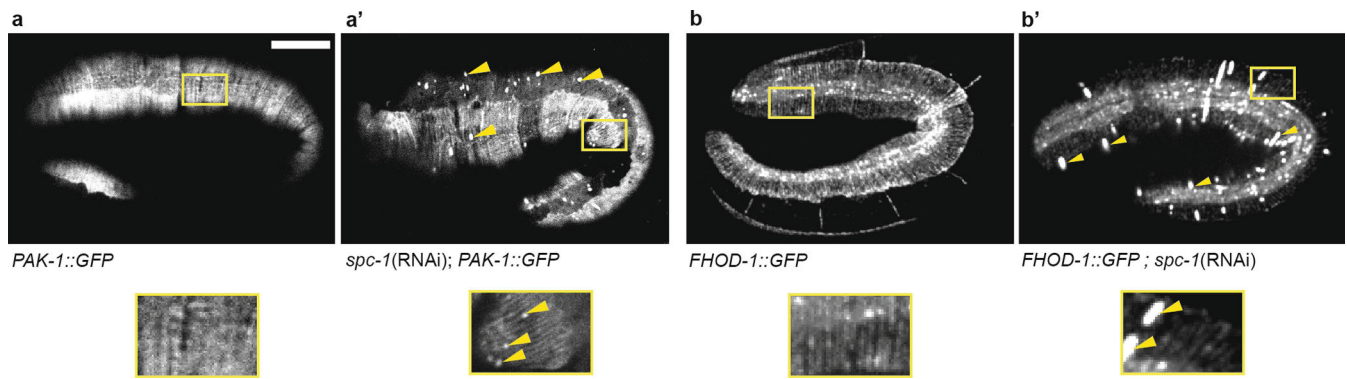 a
a'
b
b'
PAK-1::GFP
spc-1(RNAi); PAK-1::GFP
FHOD-1::GFP
FHOD-1::GFP ; spc-1(RNAi)